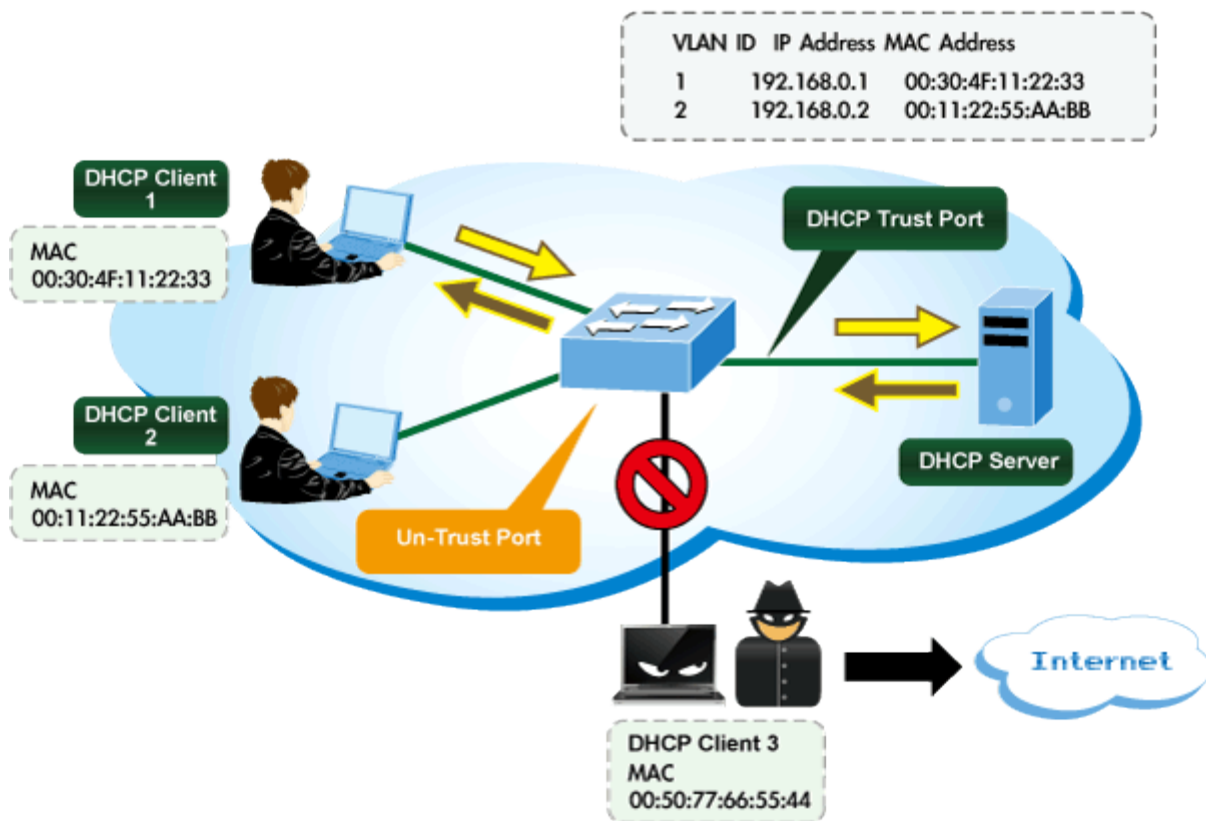 VLAN ID IP Address MAC Address
1 192.168.0.1 00:30:4F:11:22:33
2 192.168.0.2 00:11:22:55:AA:BB
DHCP Client
1
MAC
00:30:4F:11:22:33
DHCP Trust Port
DHCP Client
2
MAC
00:11:22:55:AA:BB
Un-Trust Port
DHCP Server
Internet
DHCP Client 3
MAC
00:50:77:66:55:44